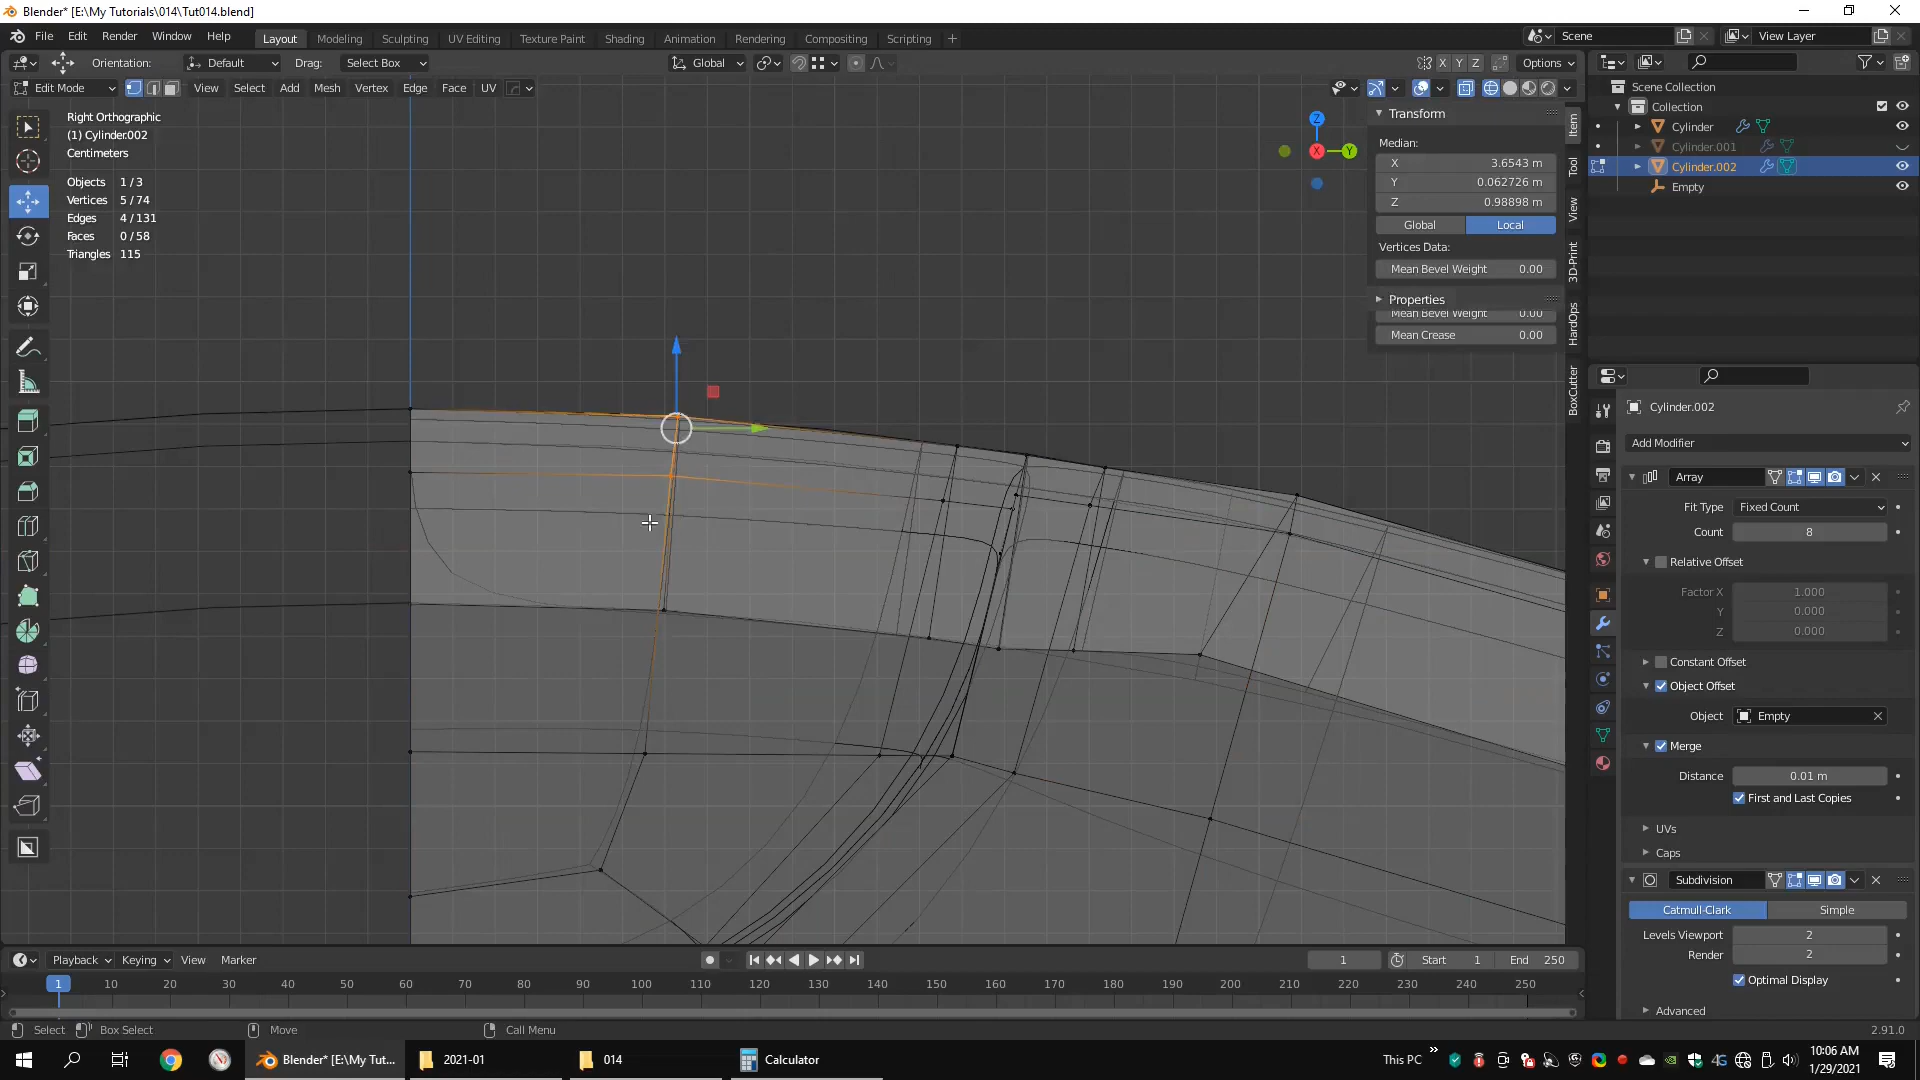 Blender* [E:\My Tutorials\014\Tut014.blend]
File Edit Render Window Help Layout Modeling Sculpting UV Editing Texture Paint Shading Animation Rendering Compositing Scripting + Scene View Layer
Orientation: Default Drag: Select Box Global X Y Z Options
Edit Mode View Select Add Mesh Vertex Edge Face UV
Right Orthographic
(1) Cylinder.002
Centimeters
Objects 1 / 3
Vertices 5 / 74
Edges 4 / 131
Faces 0 / 58
Triangles 115
Z
X
Y
Transform
Median:
X 3.6543 m
Y 0.062726 m
Z 0.98898 m
Global Local
Vertices Data:
Mean Bevel Weight 0.00
Properties
Mean Bevel Weight 0.00
Mean Crease 0.00
Item
Tool
View
3D-Print
HardOps
BoxCutter
Scene Collection
Collection
Cylinder
Cylinder.001
Cylinder.002
Empty
Cylinder.002
Add Modifier
Array
Fit Type Fixed Count
Count 8
Relative Offset
Factor X 1.000
Y 0.000
Z 0.000
Constant Offset
Object Offset
Object Empty
Merge
Distance 0.01 m
First and Last Copies
UVs
Caps
Subdivision
Catmull-Clark Simple
Levels Viewport 2
Render 2
Optimal Display
Advanced
Playback Keying View Marker 1 Start 1 End 250
1 10 20 30 40 50 60 70 80 90 100 110 120 130 140 150 160 170 180 190 200 210 220 230 240 250
Select Box Select Move Call Menu 2.91.0
Blender* [E:\My Tut... 2021-01 014 Calculator This PC 4G 10:06 AM
1/29/2021